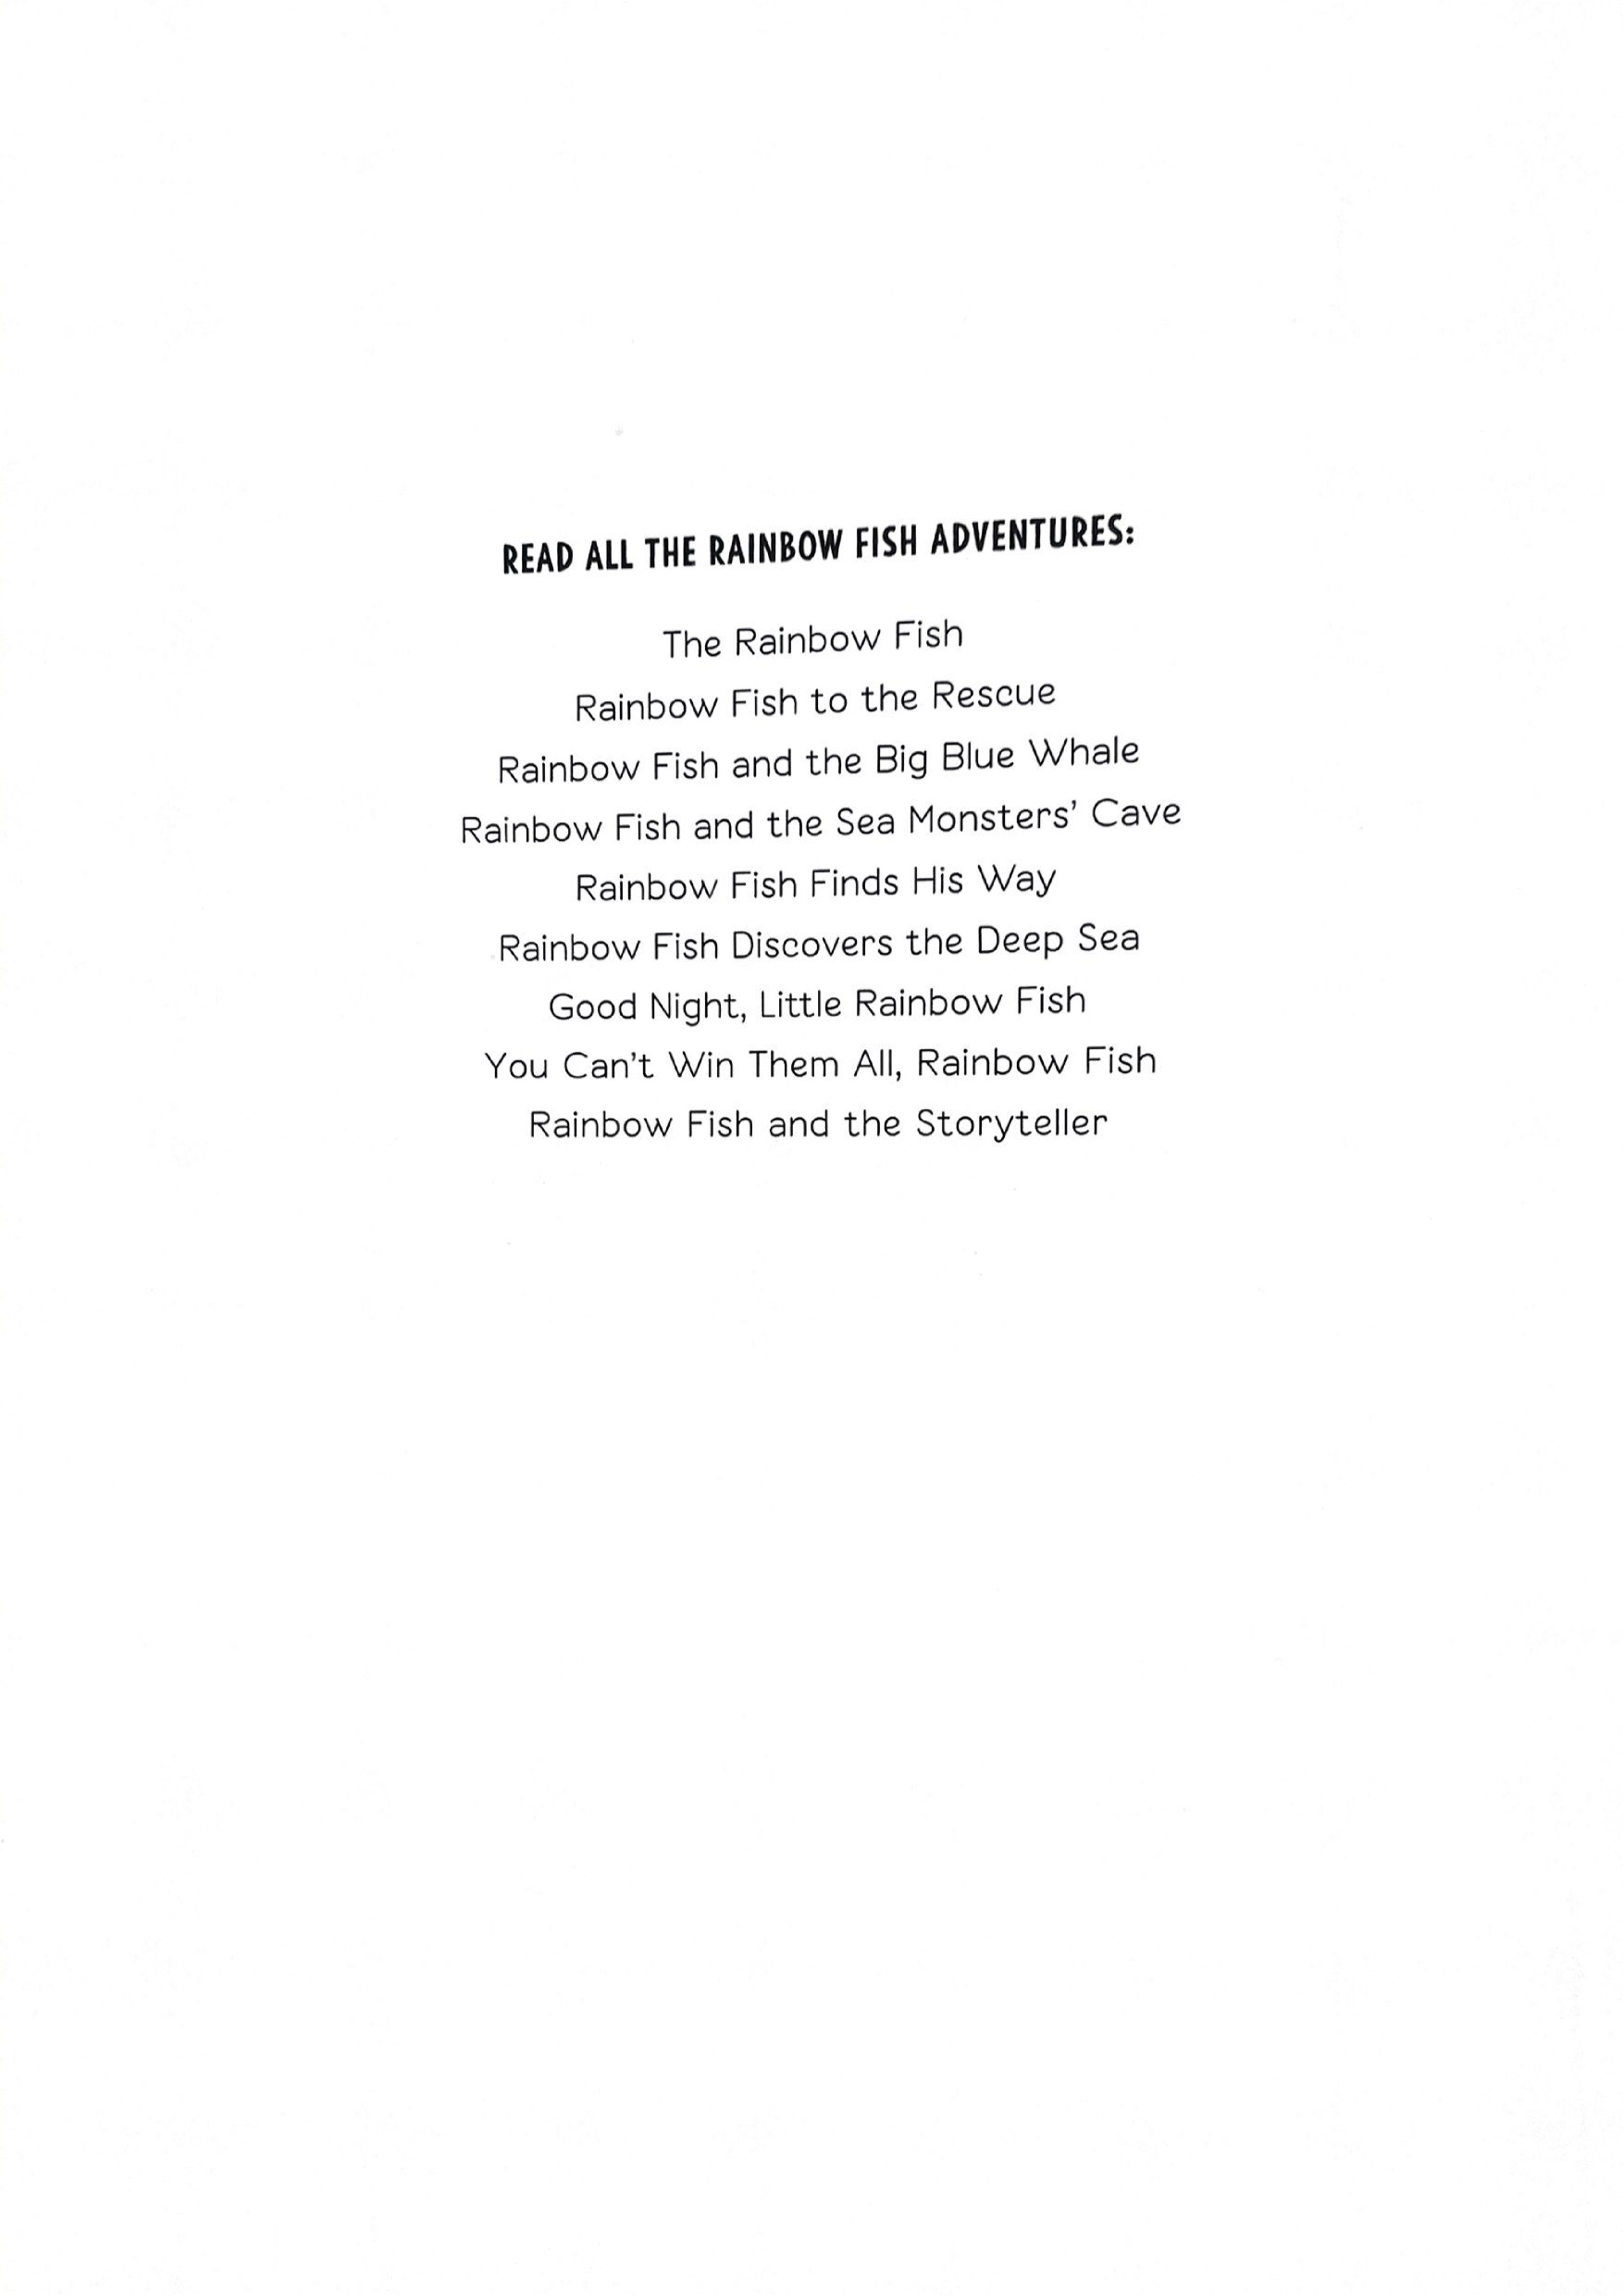 READ ALL THE RAINBOW FISH ADVENTURES:
The Rainbow Fish
Rainbow Fish to the Rescue
Rainbow Fish and the Big Blue Whale
Rainbow Fish and the Sea Monsters’ Cave
Rainbow Fish Finds His Way
Rainbow Fish Discovers the Deep Sea
Good Night, Little Rainbow Fish
You Can’t Win Them All, Rainbow Fish
Rainbow Fish and the Storyteller